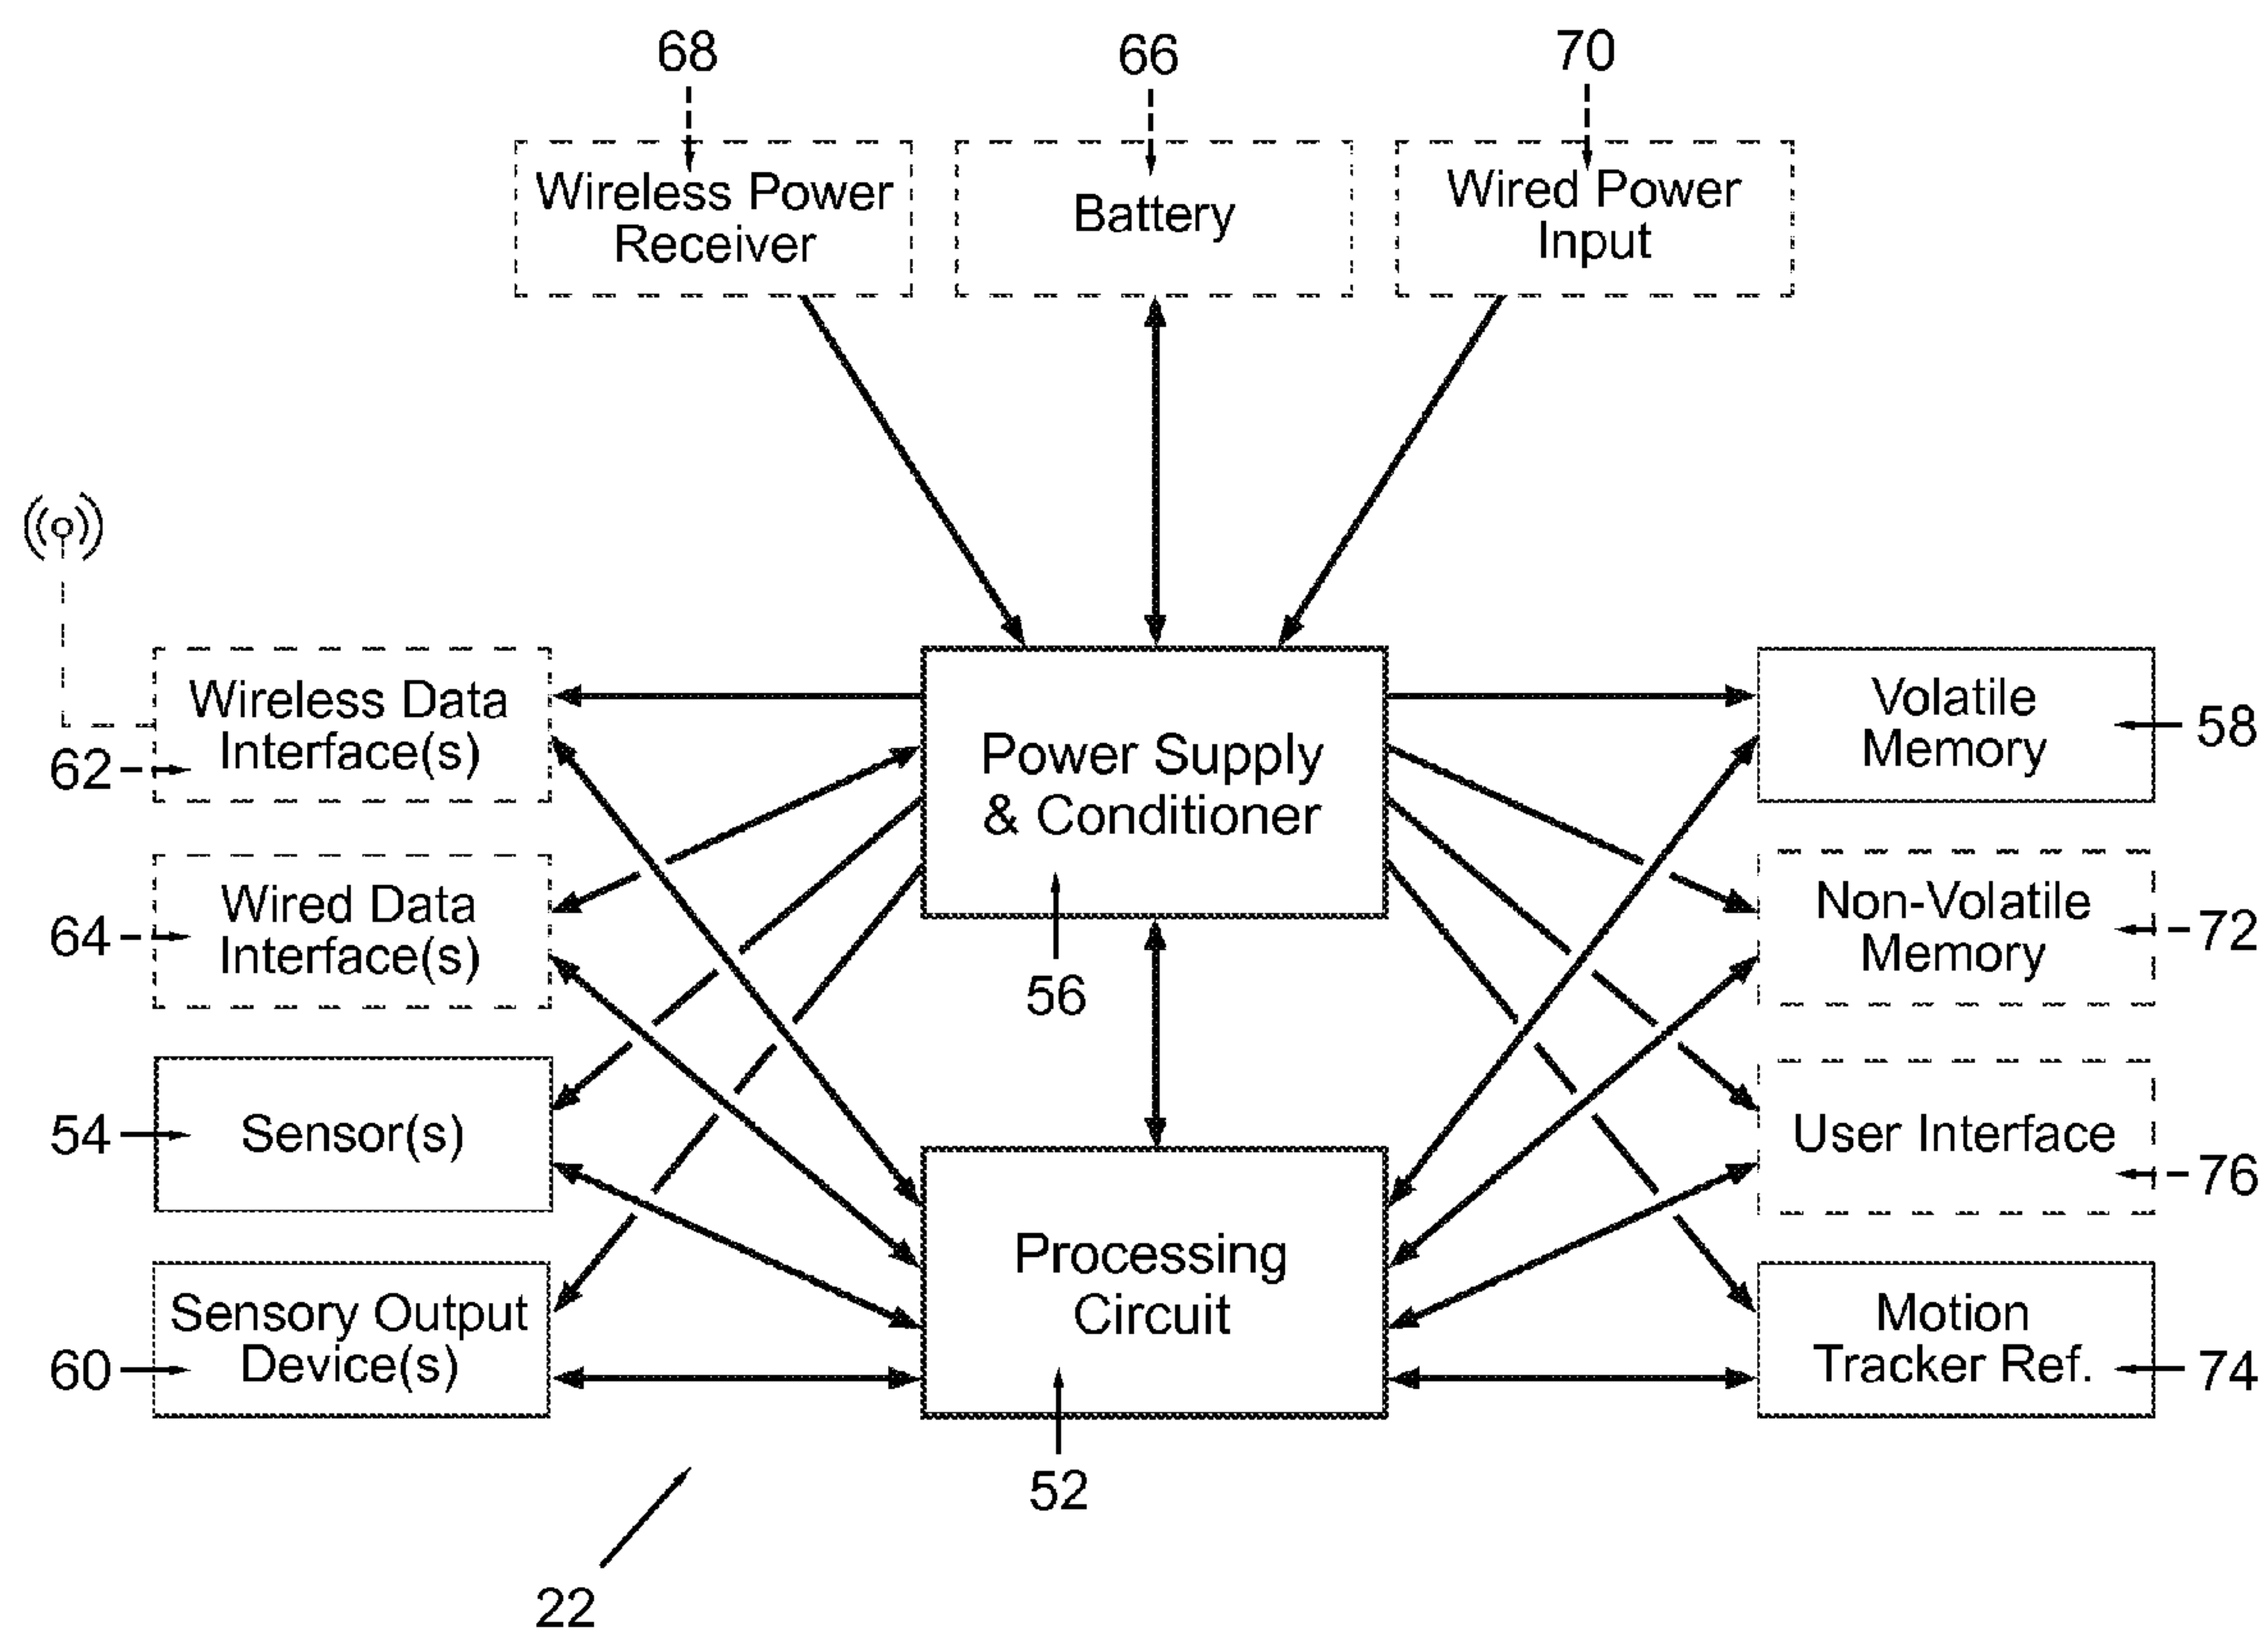 68
66
70
Wireless Power
Receiver
Battery
Wired Power
Input
Wireless Data
Interface(s)
62
Power Supply
& Conditioner
56
Volatile
Memory
58
Wired Data
Interface(s)
64
Non-Volatile
Memory
72
Sensor(s)
54
User Interface
76
Sensory Output
Device(s)
60
Processing
Circuit
52
Motion
Tracker Ref.
74
22